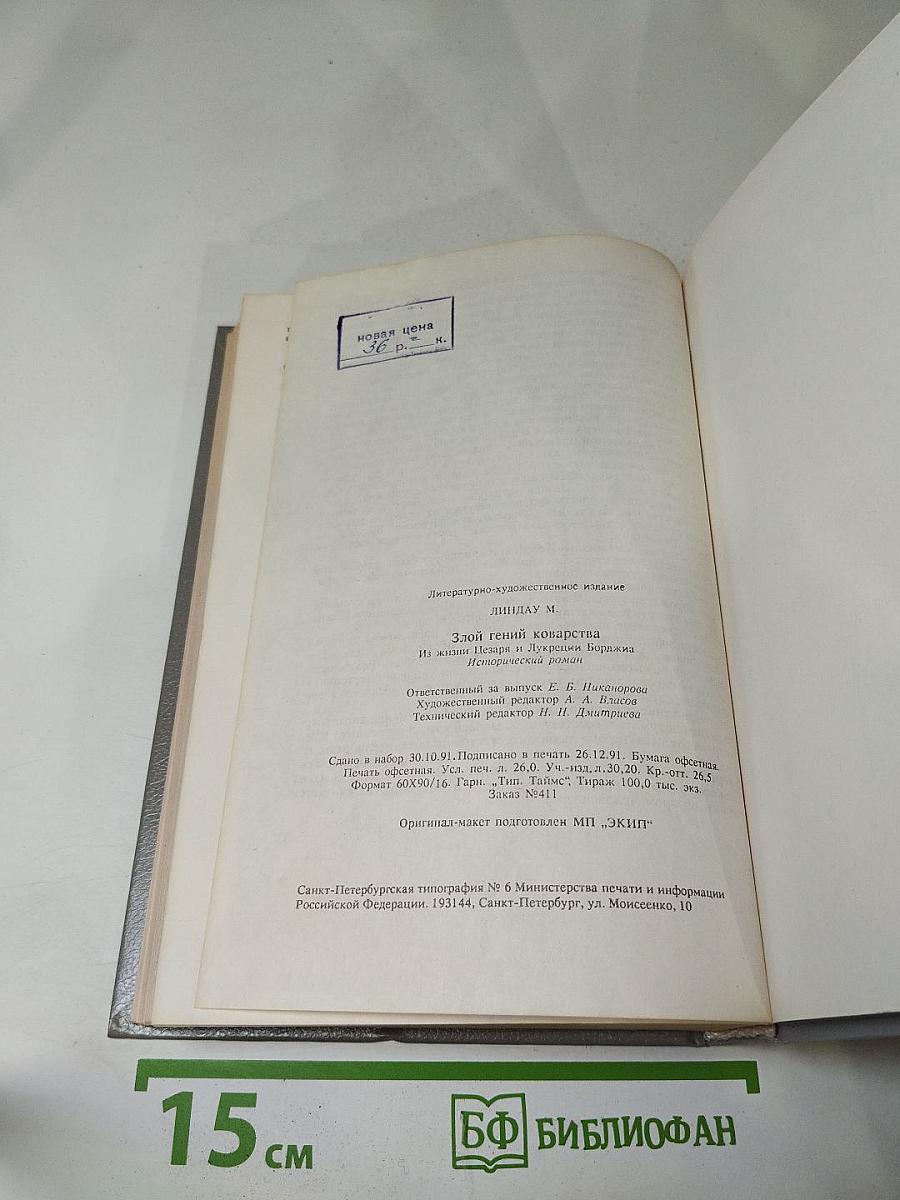 новая цена
36 р. = к.
Литературно-художественное издание
ЛИНДАУ М.
Злой гений коварства
Из жизни Цезаря и Лукреции Борджиа
Исторический роман
Ответственный за выпуск Е. Б. Никанорова
Художественный редактор А. А. Власов
Технический редактор Н. Н. Дмитриева
Сдано в набор 30.10.91. Подписано в печать 26.12.91. Бумага офсетная.
Печать офсетная. Усл. печ. л. 26,0. Уч.-изд.л.30,20. Кр.-отт. 26,5
Формат 60Х90/16. Гарн. „Тип. Таймс“. Тираж 100,0 тыс. экз.
Заказ №411
Оригинал-макет подготовлен МП „ЭКИП“
Санкт-Петербургская типография № 6 Министерства печати и информации
Российской Федерации. 193144, Санкт-Петербург, ул. Моисеенко, 10
15 см
БФ БИБЛИОФАН